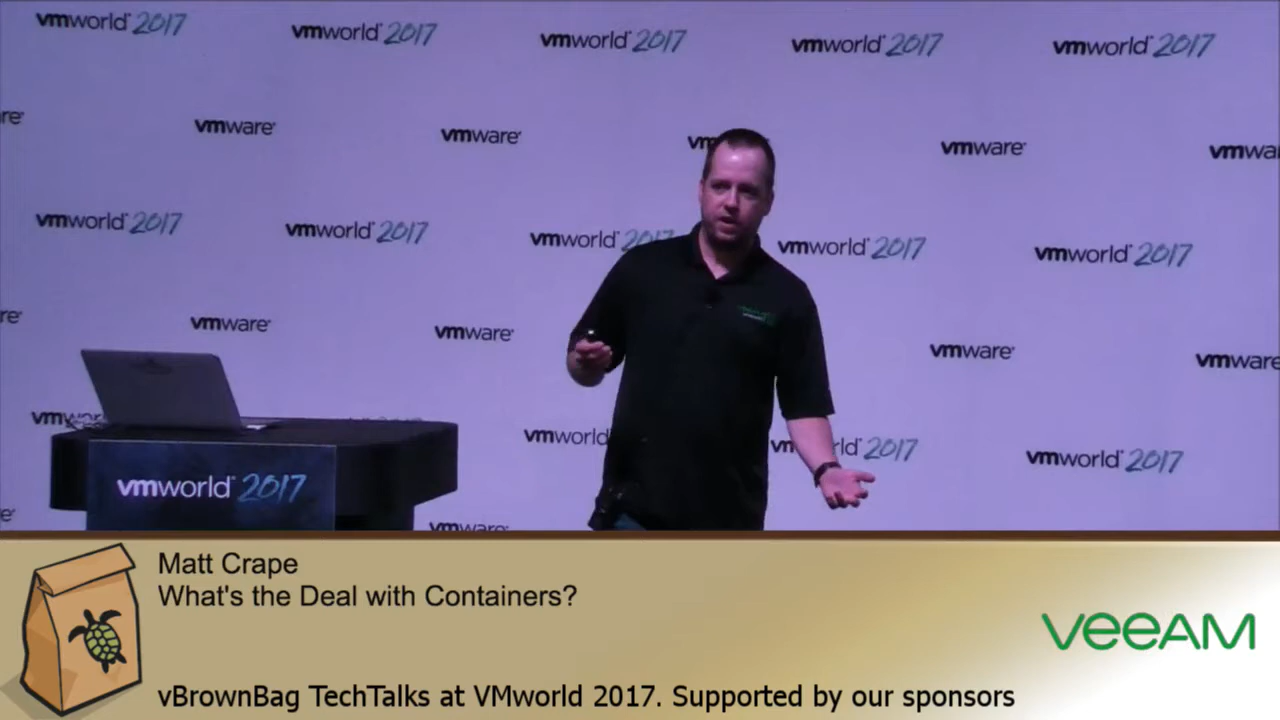 vmworld 2017
vmworld 2017
vmworld 2017
vmworld 2017
vmworld 2017
vmware
vmware
vmware
vmworld 2017
vmworld 2017
vmworld 2017
vmworld 2017
vmworld 2017
vmware
vmware
vmware
vmware
vmworld
2017
vmworld 2017
vmworld 2017
Matt Crape
What's the Deal with Containers?
veeAM
vBrownBag TechTalks at VMworld 2017. Supported by our sponsors